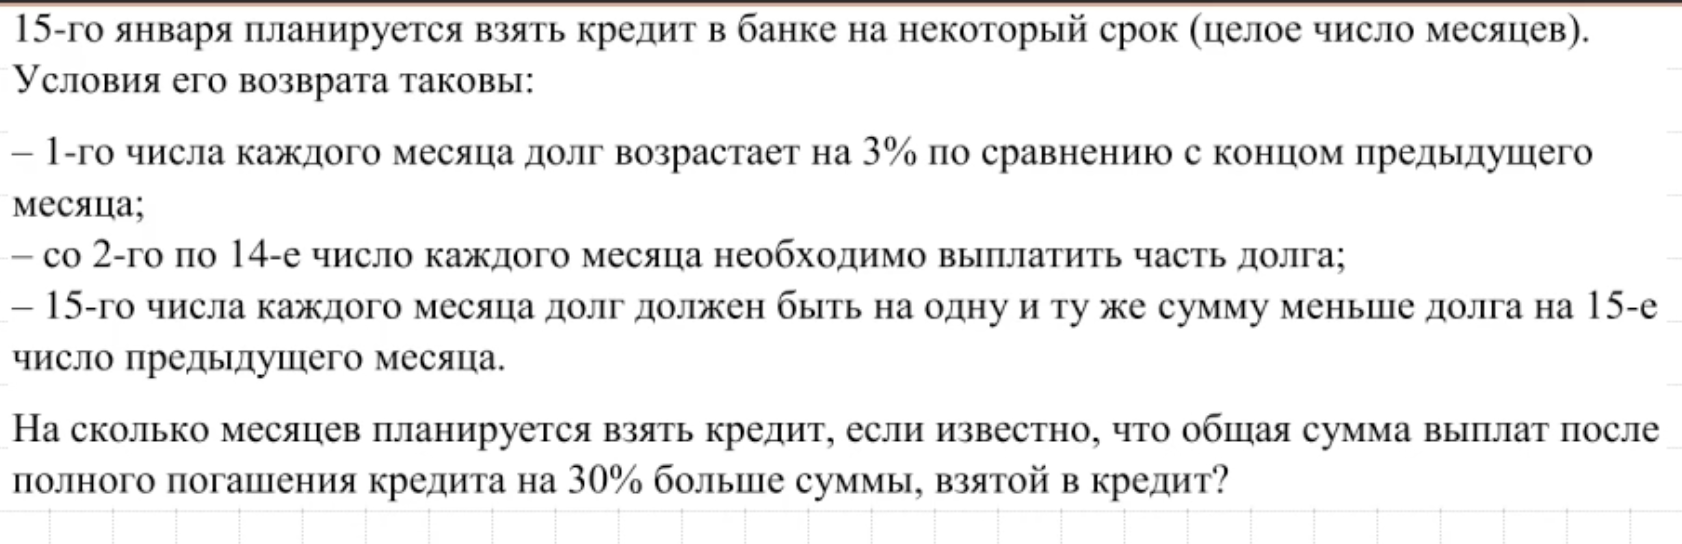 15-го января планируется взять кредит в банке на некоторый срок (целое число месяцев).
Условия его возврата таковы:
– 1-го числа каждого месяца долг возрастает на 3% по сравнению с концом предыдущего
месяца;
– со 2-го по 14-е число каждого месяца необходимо выплатить часть долга;
– 15-го числа каждого месяца долг должен быть на одну и ту же сумму меньше долга на 15-е
число предыдущего месяца.
На сколько месяцев планируется взять кредит, если известно, что общая сумма выплат после
полного погашения кредита на 30% больше суммы, взятой в кредит?